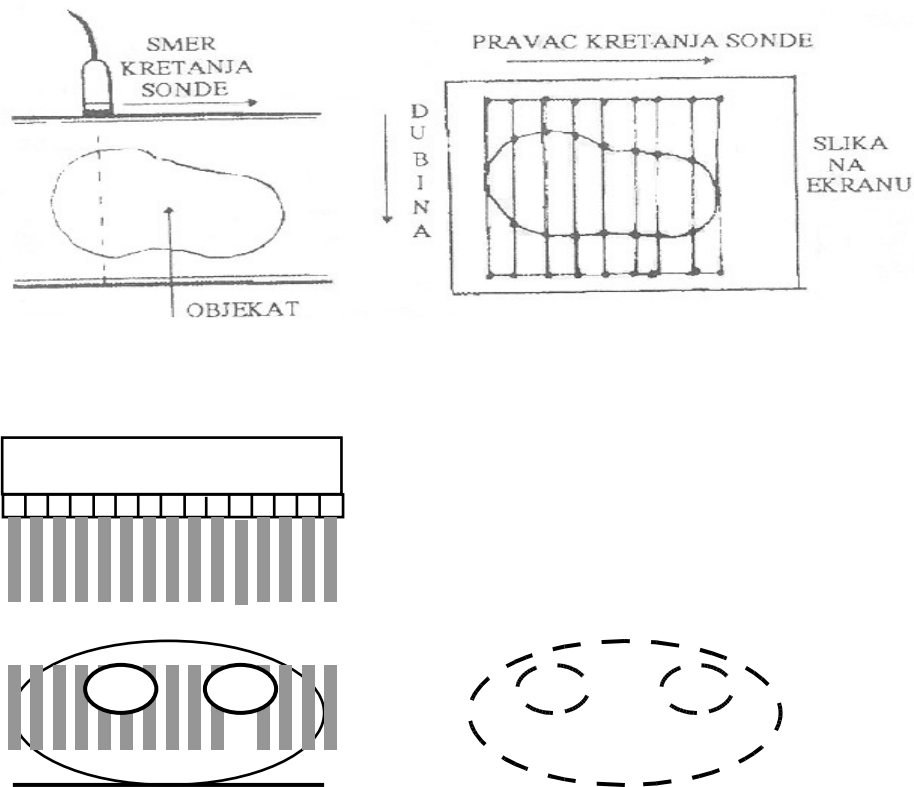 SMER
KRETANJA
SONDE
OBJEKAT
PRAVAC KRETANJA SONDE
D
U
B
I
N
A
SLIKA
NA
EKRANU